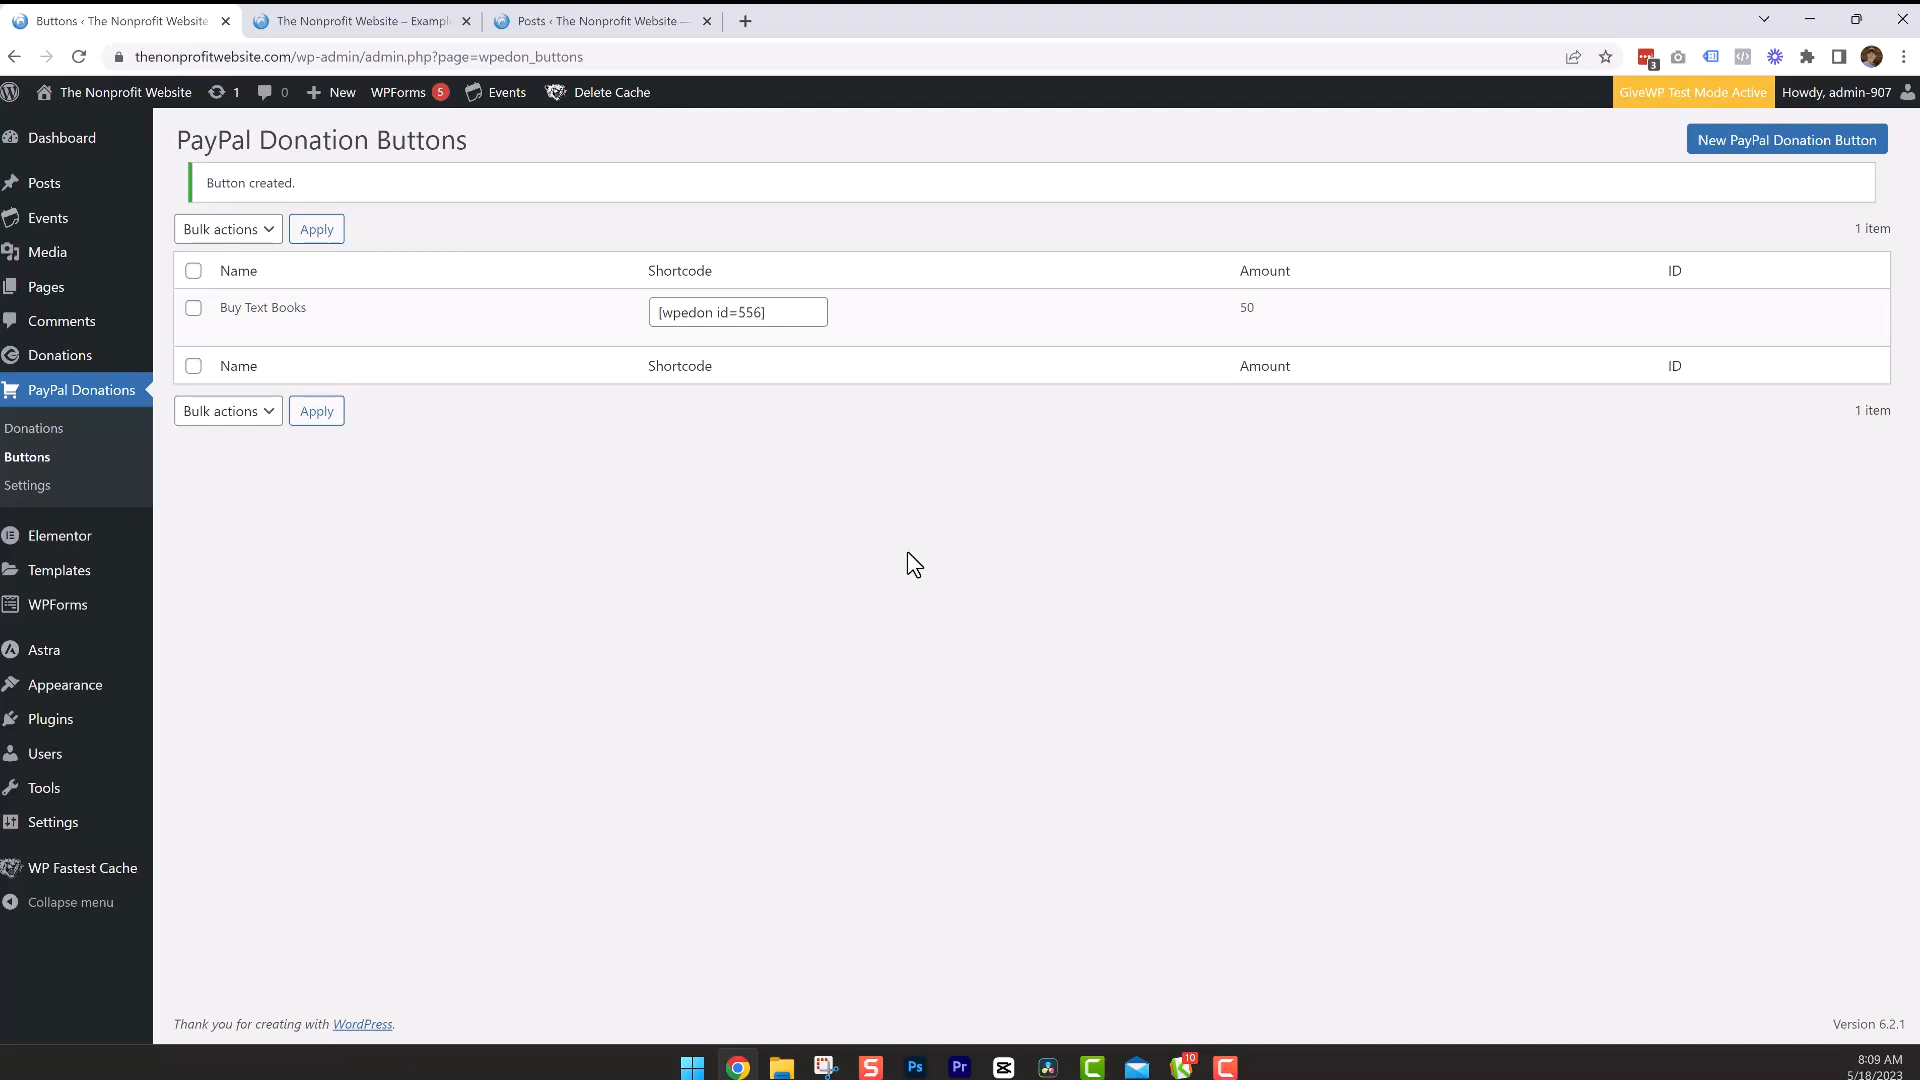 Buttons ‹ The Nonprofit Website
The Nonprofit Website – Exampl
Posts ‹ The Nonprofit Website —
thenonprofitwebsite.com/wp-admin/admin.php?page=wpedon_buttons
3
The Nonprofit Website
1
0
New
WPForms 5
Events
Delete Cache
GiveWP Test Mode Active
Howdy, admin-907
Dashboard
Posts
Events
Media
Pages
Comments
Donations
PayPal Donations
Donations
Buttons
Settings
Elementor
Templates
WPForms
Astra
Appearance
Plugins
Users
Tools
Settings
WP Fastest Cache
Collapse menu
PayPal Donation Buttons
New PayPal Donation Button
Button created.
Bulk actions Apply
1 item
Name Shortcode Amount ID
Buy Text Books [wpedon id=556] 50
Name Shortcode Amount ID
Bulk actions Apply
1 item
Thank you for creating with WordPress.
Version 6.2.1
S
Ps
Pr
10
8:09 AM
5/18/2023